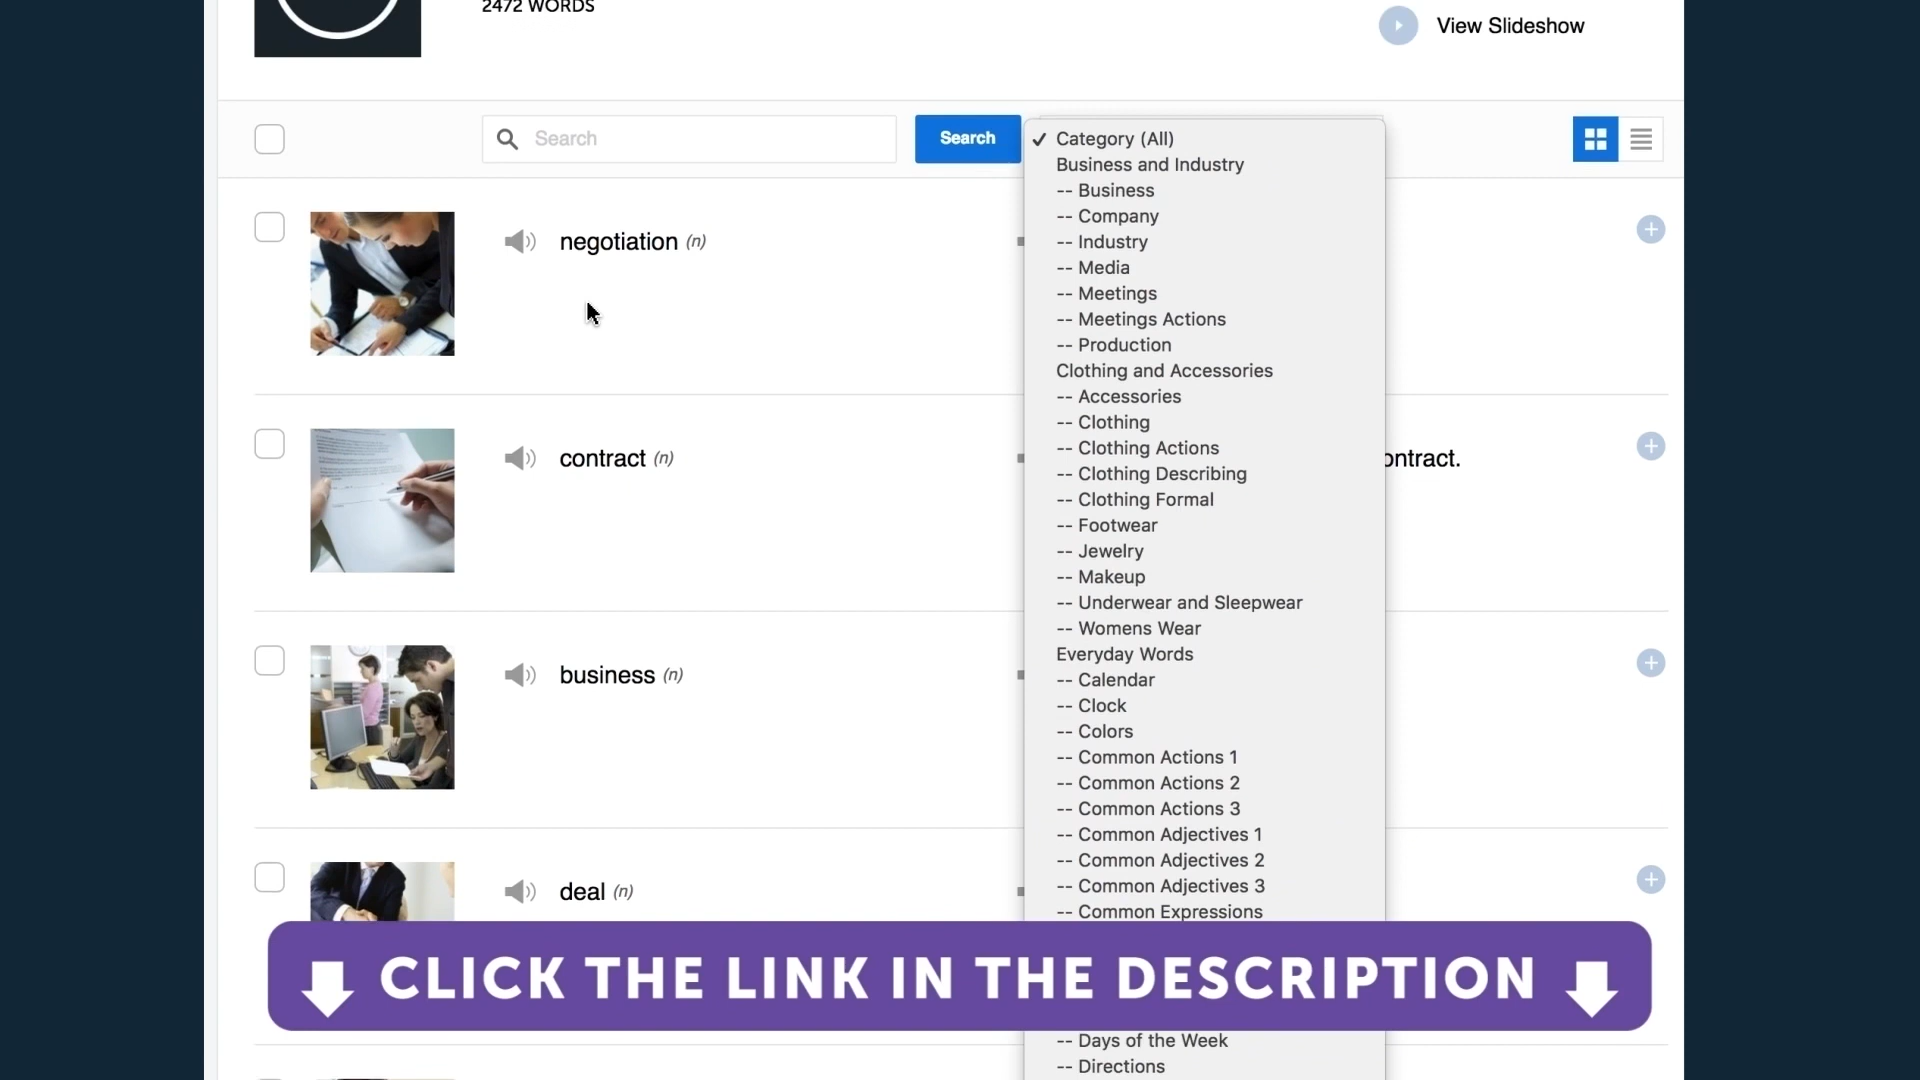 2472 WORDS
View Slideshow
Search
Search
✓ Category (All)
Business and Industry
-- Business
-- Company
-- Industry
-- Media
-- Meetings
-- Meetings Actions
-- Production
Clothing and Accessories
-- Accessories
-- Clothing
-- Clothing Actions
-- Clothing Describing
-- Clothing Formal
-- Footwear
-- Jewelry
-- Makeup
-- Underwear and Sleepwear
-- Womens Wear
Everyday Words
-- Calendar
-- Clock
-- Colors
-- Common Actions 1
-- Common Actions 2
-- Common Actions 3
-- Common Adjectives 1
-- Common Adjectives 2
-- Common Adjectives 3
-- Common Expressions
-- Days of the Week
-- Directions
negotiation (n)
contract (n)
ontract.
business (n)
deal (n)
CLICK THE LINK IN THE DESCRIPTION